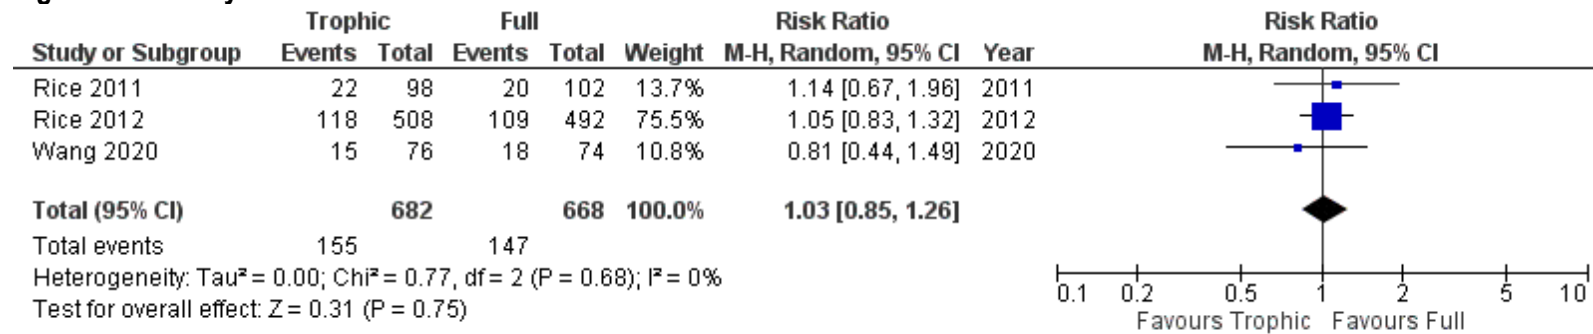 Trophic Full Risk Ratio Risk Ratio
Study or Subgroup Events Total Events Total Weight M-H, Random, 95% CI Year M-H, Random, 95% CI
Rice 2011 22 98 20 102 13.7% 1.14 [0.67, 1.96] 2011
Rice 2012 118 508 109 492 75.5% 1.05 [0.83, 1.32] 2012
Wang 2020 15 76 18 74 10.8% 0.81 [0.44, 1.49] 2020
Total (95% CI) 682 668 100.0% 1.03 [0.85, 1.26]
Total events 155 147
Heterogeneity: Tau² = 0.00; Chi² = 0.77, df = 2 (P = 0.68); I² = 0%
Test for overall effect: Z = 0.31 (P = 0.75)
0.1 0.2 0.5 1 2 5 10
Favours Trophic Favours Full